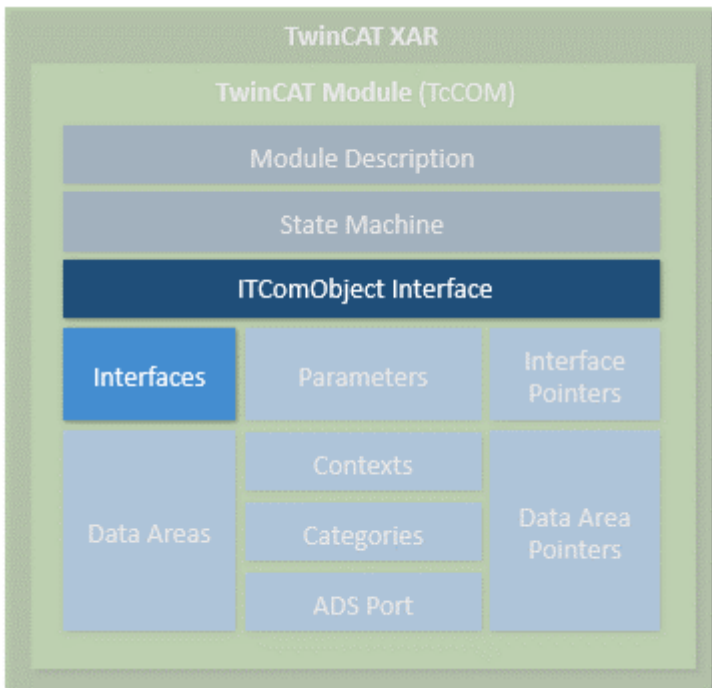 TwinCAT XAR
TwinCAT Module (TcCOM)
Module Description
State Machine
ITComObject Interface
Interfaces
Parameters
Interface
Pointers
Data Areas
Contexts
Categories
ADS Port
Data Area
Pointers